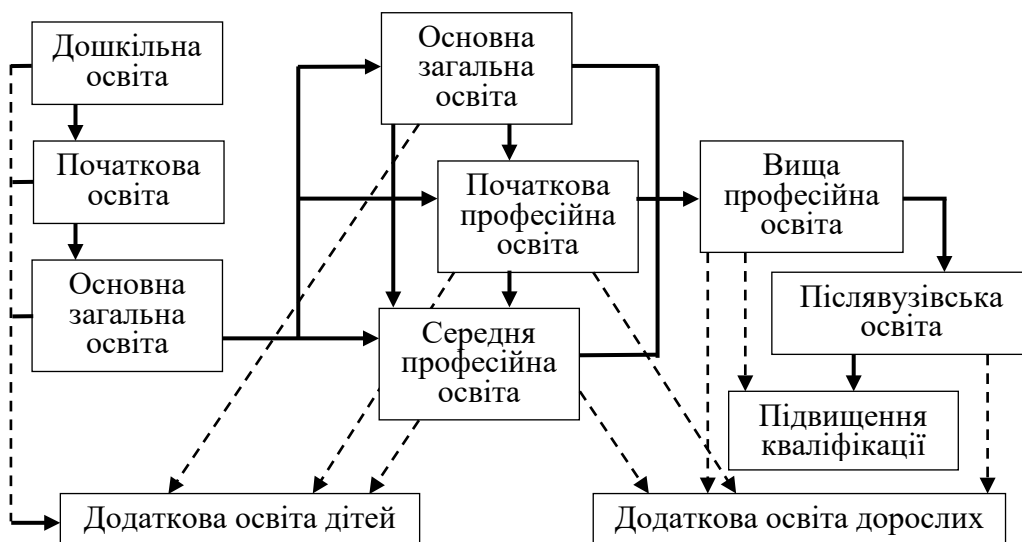 Дошкільна
освіта
Початкова
освіта
Основна
загальна
освіта
Основна
загальна
освіта
Початкова
професійна
освіта
Середня
професійна
освіта
Вища
професійна
освіта
Післявузівська
освіта
Підвищення
кваліфікації
Додаткова освіта дітей
Додаткова освіта дорослих